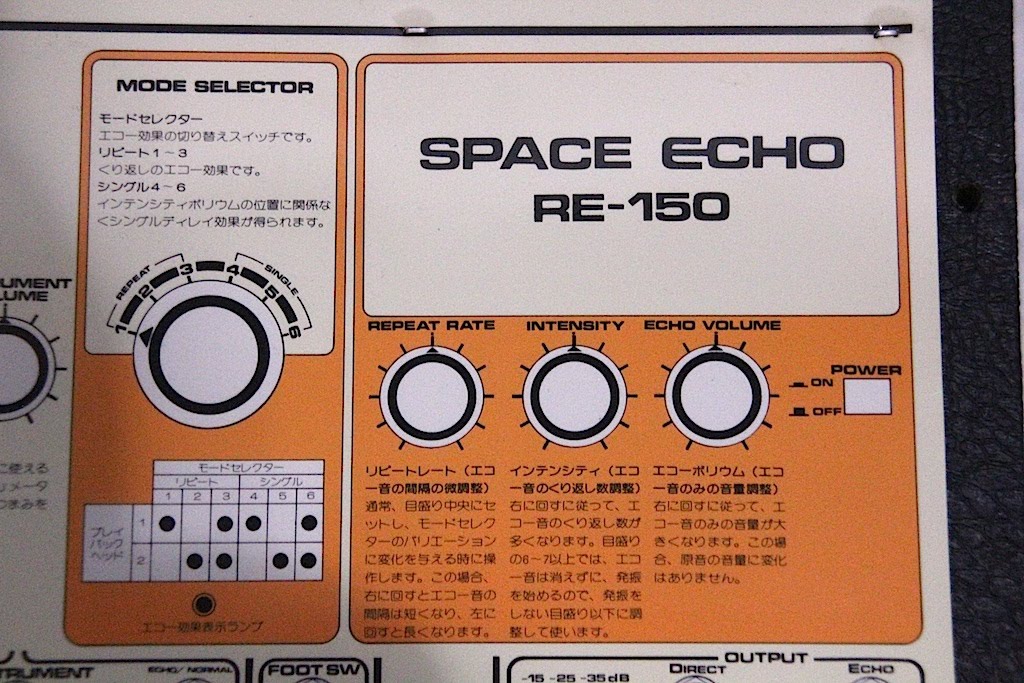 MODE SELECTOR
モードセレクター
エコー効果の切り替えスイッチです。
リピート1~3
くり返しのエコー効果です。
シングル4~6
インテンシティボリウムの位置に関係な
くシングルディレイ効果が得られます。
REPEAT
SINGLE
1 2 3 4 5 6
UMENT
LUME
に使える
リメータ
つまみを
モードセレクター
リピート シングル
1 2 3 4 5 6
プレイ
バック
ヘッド
1
2
エコー効果表示ランプ
SPACE ECHO
RE-150
REPEAT RATE
INTENSITY
ECHO VOLUME
POWER
ON
OFF
リピートレート(エコ
ー音の間隔の微調整)
通常、目盛り中央にセ
ットし、モードセレク
ターのバリエーション
に変化を与える時に操
作します。この場合、
右に回すとエコー音の
間隔は短くなり、左に
回すと長くなります。
インテンシティ(エコ
ー音のくり返し数調整)
右に回すに従って、エ
コー音のくり返し数が
多くなります。目盛り
の6~7以上では、エコ
ー音は消えずに、発振
を始めるので、発振を
しない目盛り以下に調
整して使います。
エコーボリウム(エコ
ー音のみの音量調整)
右に回すに従って、エ
コー音のみの音量が大
きくなります。この場
合、原音の音量に変化
はありません。
TRUMENT
ECHO/NORMAL
FOOT SW
OUTPUT
-15 -25 -35dB
DIRECT
ECHO